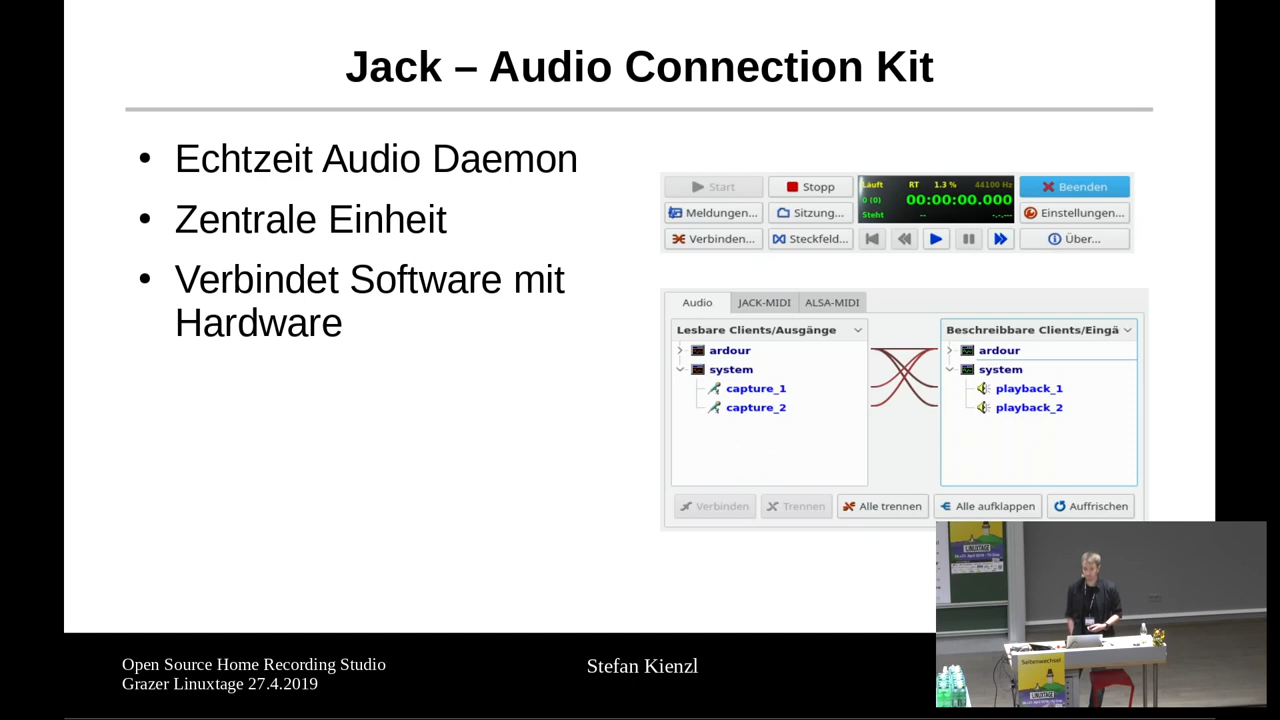 Jack – Audio Connection Kit
• Echtzeit Audio Daemon
• Zentrale Einheit
• Verbindet Software mit
Hardware
Start
Stopp
Läuft RT 1.3 % 44100 Hz
0 (0) 00:00:00.000
Steht -- -.-.---
Beenden
Meldungen...
Sitzung...
Einstellungen...
Verbinden...
Steckfeld...
Über...
Audio
JACK-MIDI
ALSA-MIDI
Lesbare Clients/Ausgänge
ardour
system
capture_1
capture_2
Beschreibbare Clients/Eingä
ardour
system
playback_1
playback_2
Verbinden
Trennen
Alle trennen
Alle aufklappen
Auffrischen
Open Source Home Recording Studio
Grazer Linuxtage 27.4.2019
Stefan Kienzl
LINUXTAGE
Seitenwechsel
LINUXTAGE